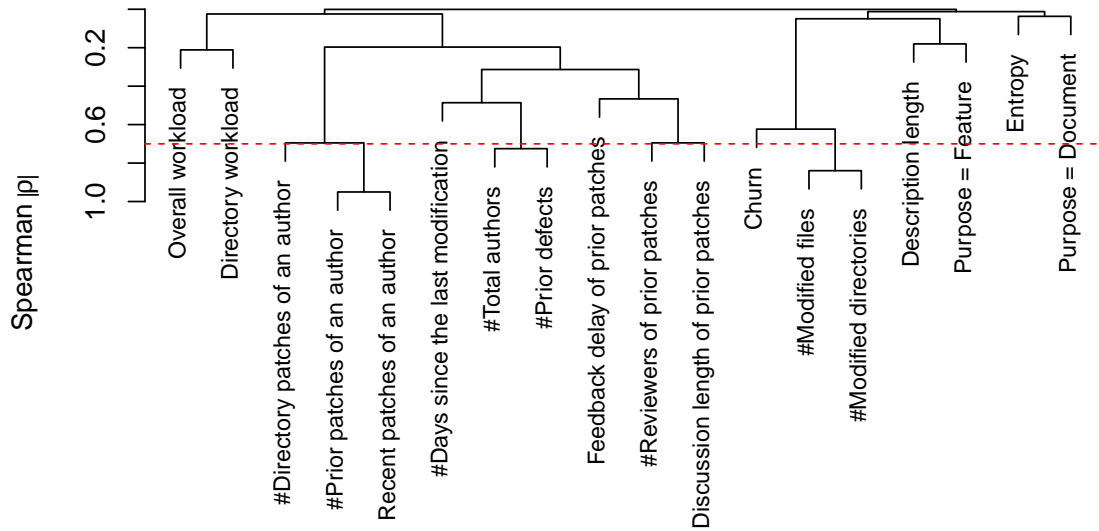 Spearman |ρ|
0.2
0.6
1.0
Overall workload
Directory workload
#Directory patches of an author
#Prior patches of an author
Recent patches of an author
#Days since the last modification
#Total authors
#Prior defects
Feedback delay of prior patches
#Reviewers of prior patches
Discussion length of prior patches
Churn
#Modified files
#Modified directories
Description length
Purpose = Feature
Entropy
Purpose = Document